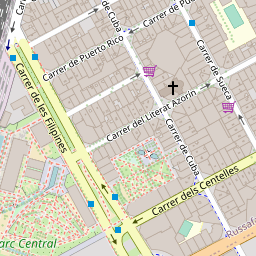 Carrer de Cuba
Carrer de Puerto Rico
Carrer de les Filipines
Carrer de Sueca
Carrer del Literat Azorín
Carrer de Cuba
Carrer dels Centelles
arc Central
Russafa